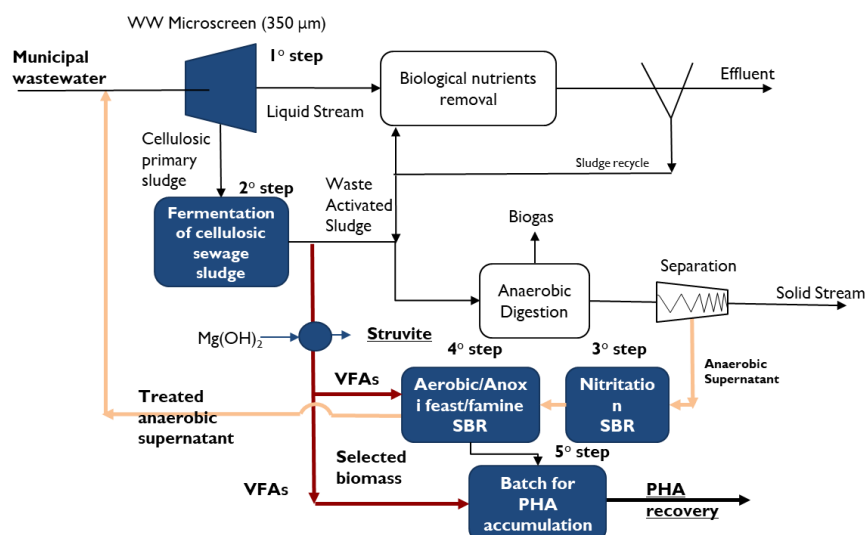 WW Microscreen (350 µm)
Municipal
wastewater
1° step
Liquid Stream
Biological nutrients
removal
Effluent
Cellulosic
primary
sludge
Sludge recycle
2° step
Waste
Activated
Sludge
Fermentation
of cellulosic
sewage
sludge
Biogas
Separation
Anaerobic
Digestion
Solid Stream
Mg(OH)2
Struvite
4° step
3° step
Anaerobic
Supernatant
VFAs
Aerobic/Anox
i feast/famine
SBR
Nitritatio
n
SBR
Treated
anaerobic
supernatant
5° step
Selected
biomass
VFAs
Batch for
PHA
accumulation
PHA
recovery